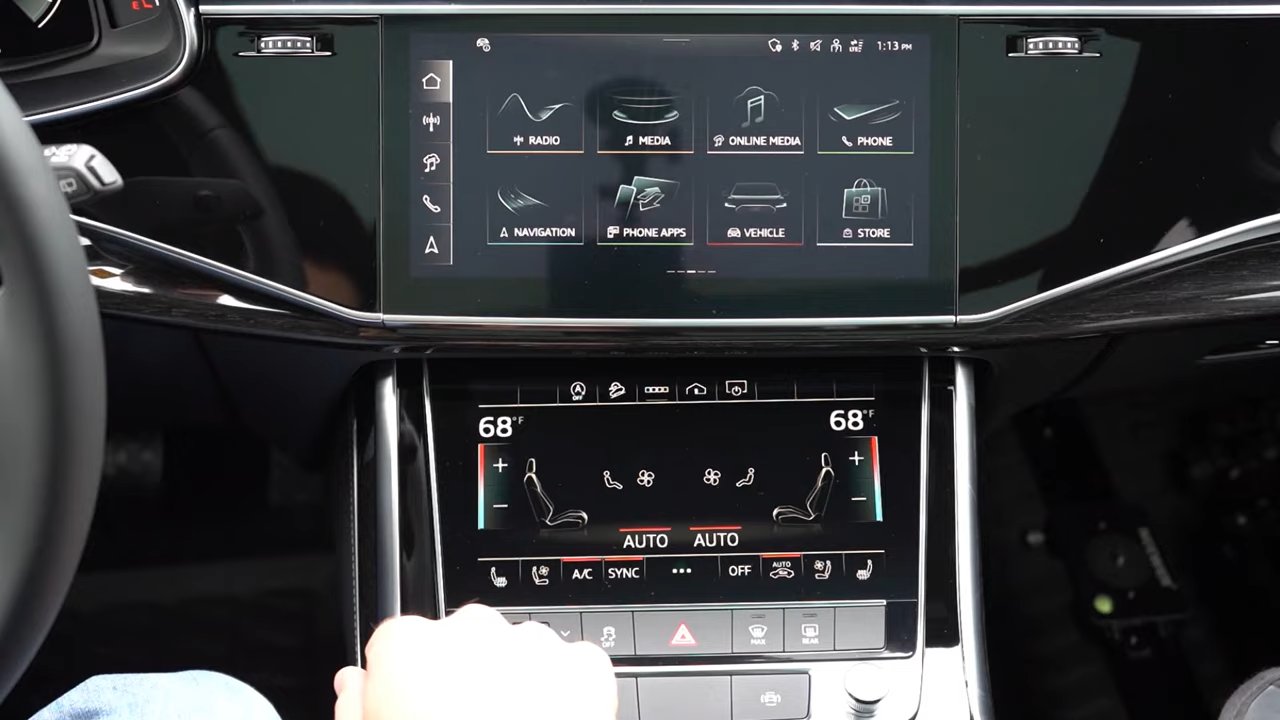 1:13 PM
RADIO
MEDIA
ONLINE MEDIA
PHONE
NAVIGATION
PHONE APPS
VEHICLE
STORE
A
OFF
68°F
68°F
AUTO
AUTO
A/C
SYNC
OFF
AUTO
OFF
MAX
REAR